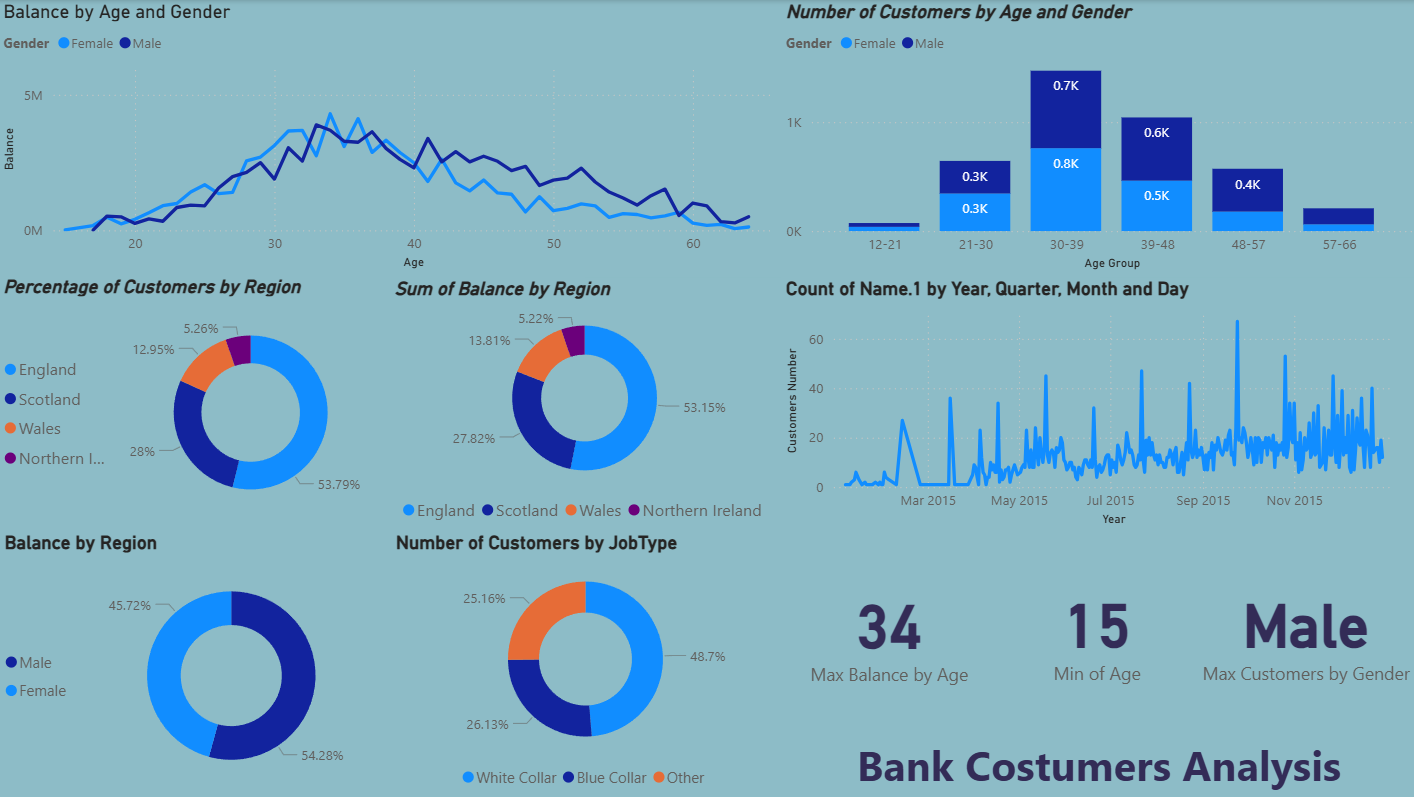 Balance by Age and Gender
Gender Female Male
5M
0M
Balance
20 30 40 50 60
Age
Number of Customers by Age and Gender
Gender Female Male
1K
0K
0.3K
0.3K
0.7K
0.8K
0.6K
0.5K
0.4K
12-21 21-30 30-39 39-48 48-57 57-66
Age Group
Percentage of Customers by Region
England
Scotland
Wales
Northern I...
5.26%
12.95%
28%
53.79%
Sum of Balance by Region
5.22%
13.81%
53.15%
27.82%
England Scotland Wales Northern Ireland
Count of Name.1 by Year, Quarter, Month and Day
Customers Number
60
40
20
0
Mar 2015 May 2015 Jul 2015 Sep 2015 Nov 2015
Year
Balance by Region
45.72%
Male
Female
54.28%
Number of Customers by JobType
25.16%
48.7%
26.13%
White Collar Blue Collar Other
34
Max Balance by Age
15
Min of Age
Male
Max Customers by Gender
Bank Costumers Analysis